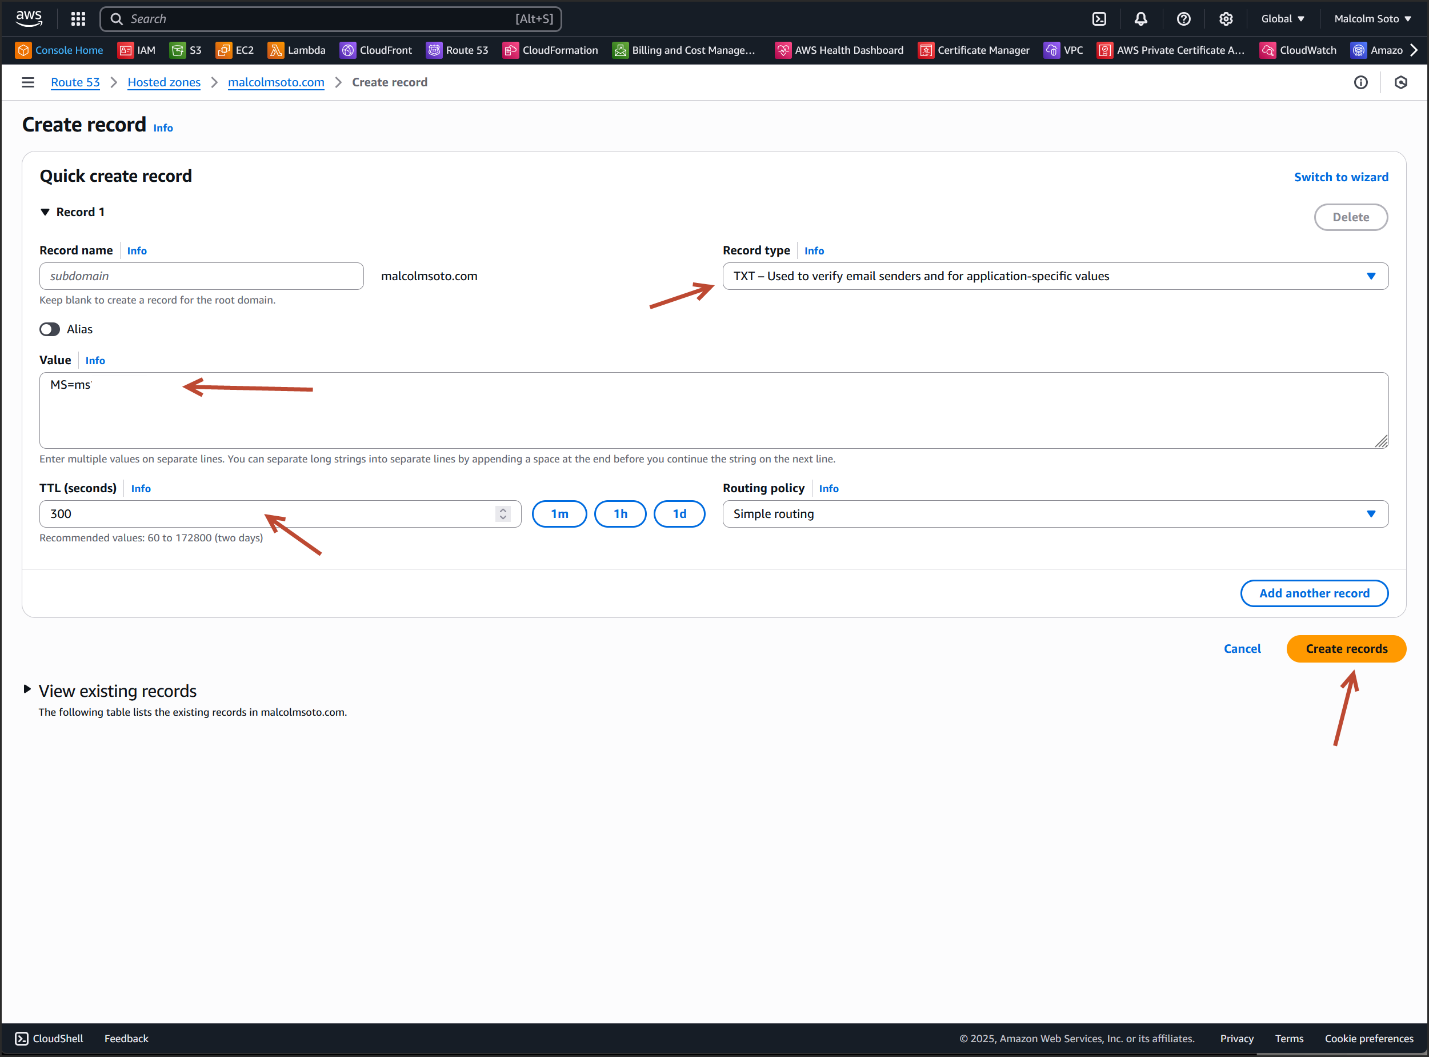 aws
Search [Alt+S]
Global Malcolm Soto
Console Home IAM S3 EC2 Lambda CloudFront Route 53 CloudFormation Billing and Cost Manage... AWS Health Dashboard Certificate Manager VPC AWS Private Certificate A... CloudWatch Amazo
Route 53 Hosted zones malcolmsoto.com Create record
Create record Info
Quick create record
Switch to wizard
Record 1
Delete
Record name Info
subdomain
malcolmsoto.com
Keep blank to create a record for the root domain.
Record type Info
TXT – Used to verify email senders and for application-specific values
Alias
Value Info
MS=ms
Enter multiple values on separate lines. You can separate long strings into separate lines by appending a space at the end before you continue the string on the next line.
TTL (seconds) Info
300
1m 1h 1d
Recommended values: 60 to 172800 (two days)
Routing policy Info
Simple routing
Add another record
Cancel Create records
View existing records
The following table lists the existing records in malcolmsoto.com.
CloudShell Feedback © 2025, Amazon Web Services, Inc. or its affiliates. Privacy Terms Cookie preferences